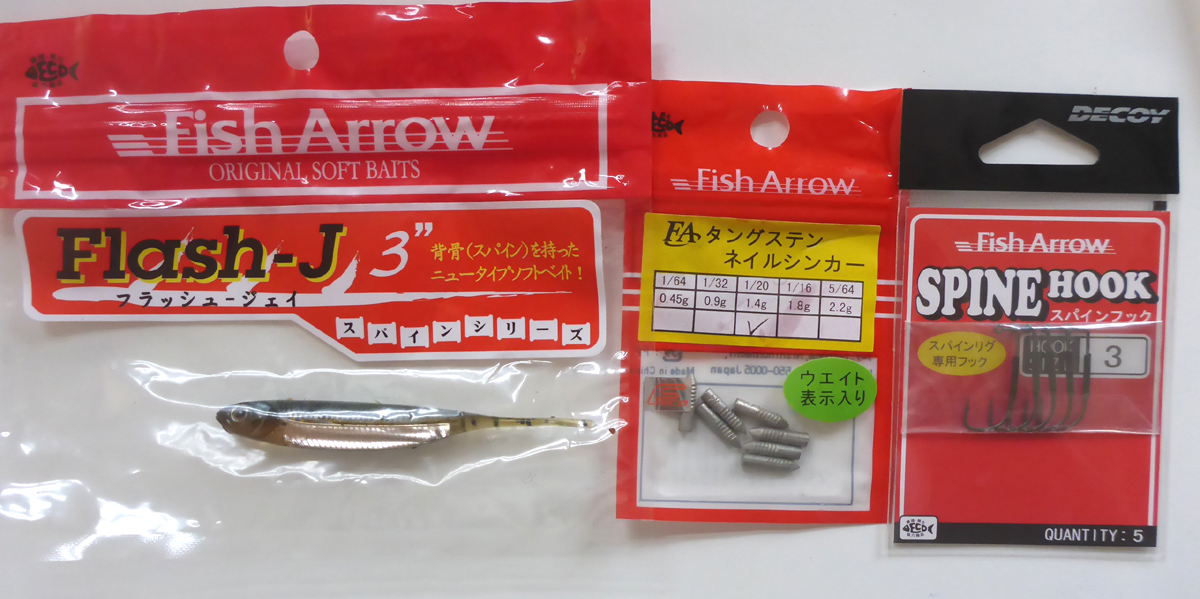 Fish Arrow
ORIGINAL SOFT BAITS
Flash-J 3”
フラッシュージェイ
背骨(スパイン)を持った
ニュータイプソフトベイト!
スパインシリーズ
Fish Arrow
FA タングステン
ネイルシンカー
1/64 1/32 1/20 1/16 5/64
0.45g 0.9g 1.4g 1.8g 2.2g
ウエイト
表示入り
550-0005 Japan
DECOY
Fish Arrow
SPINE HOOK
スパインフック
スパインリグ
専用フック
3
ECO
QUANTITY: 5